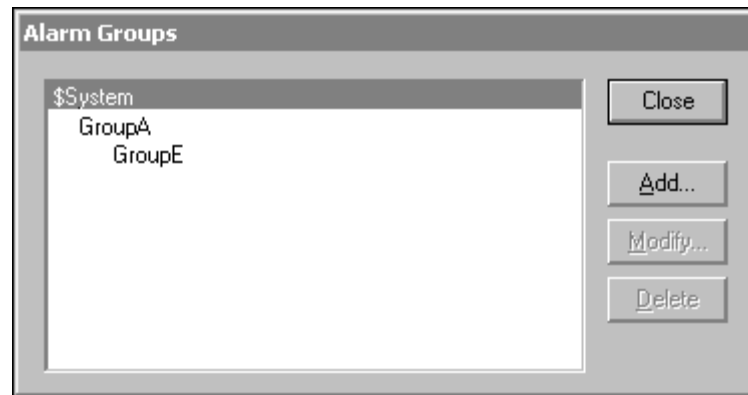 Alarm Groups
$System
GroupA
GroupE
Close
Add...
Modify...
Delete